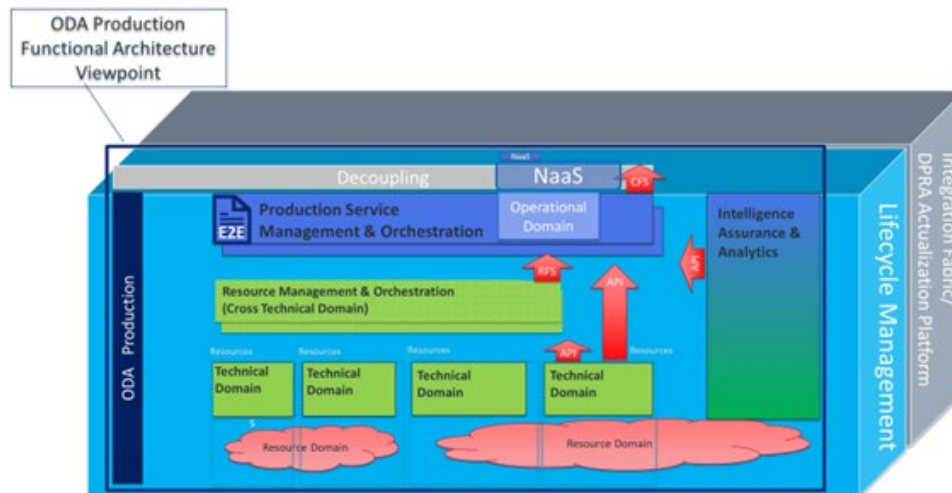 ODA Production
Functional Architecture
Viewpoint
NaaS
Decoupling
NaaS
CFS
E2E
Production Service
Management & Orchestration
Operational
Domain
Intelligence
Assurance &
Analytics
API
RFS
API
Resource Management & Orchestration
(Cross Technical Domain)
Resources
Resources
Resources
API
Resources
Technical
Domain
Technical
Domain
Technical
Domain
Technical
Domain
S
Resource Domain
Resource Domain
ODA Production
Lifecycle Management
Integration Fabric/
DPRA Actualization Platform